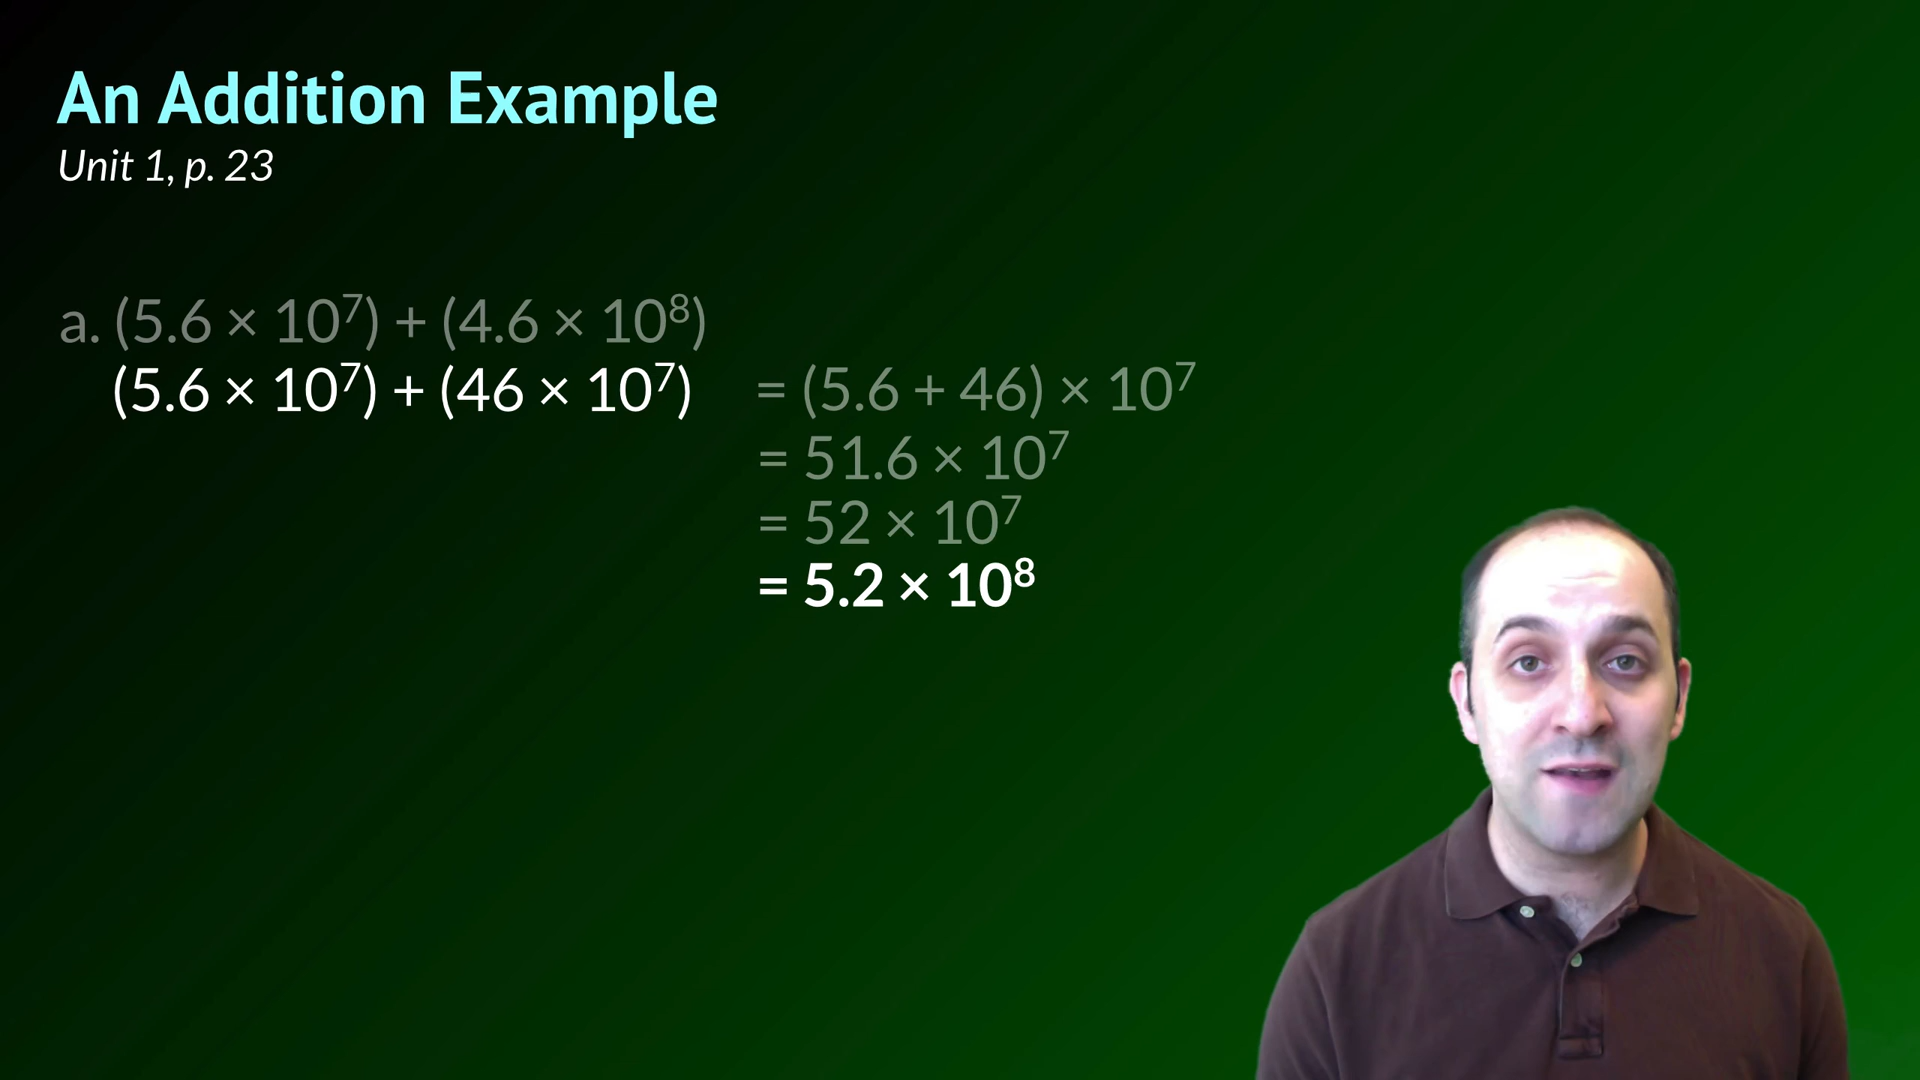 An Addition Example
Unit 1, p. 23
a. (5.6 × 10⁷) + (4.6 × 10⁸)
(5.6 × 10⁷) + (46 × 10⁷) = (5.6 + 46) × 10⁷
= 51.6 × 10⁷
= 52 × 10⁷
= 5.2 × 10⁸